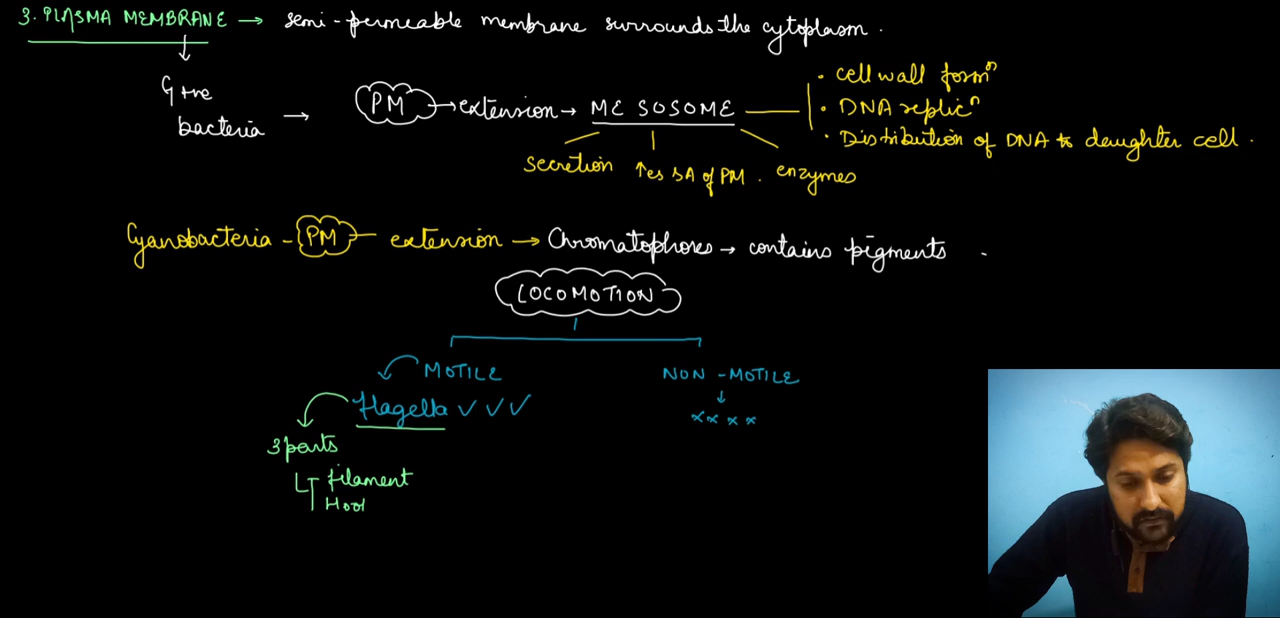 3. PLASMA MEMBRANE → semi-permeable membrane surrounds the cytoplasm.
G +ve bacteria → PM → extension → MESOSOME
• cell wall formⁿ
• DNA replicⁿ
• Distribution of DNA to daughter cell.
secretion ↑es SA of PM. enzymes
Cyanobacteria - PM - extension → Chromatophores → contains pigments.
LOCOMOTION
MOTILE NON-MOTILE
flagella ✓ ✓ ✓ ××××
3 parts
filament
Hool